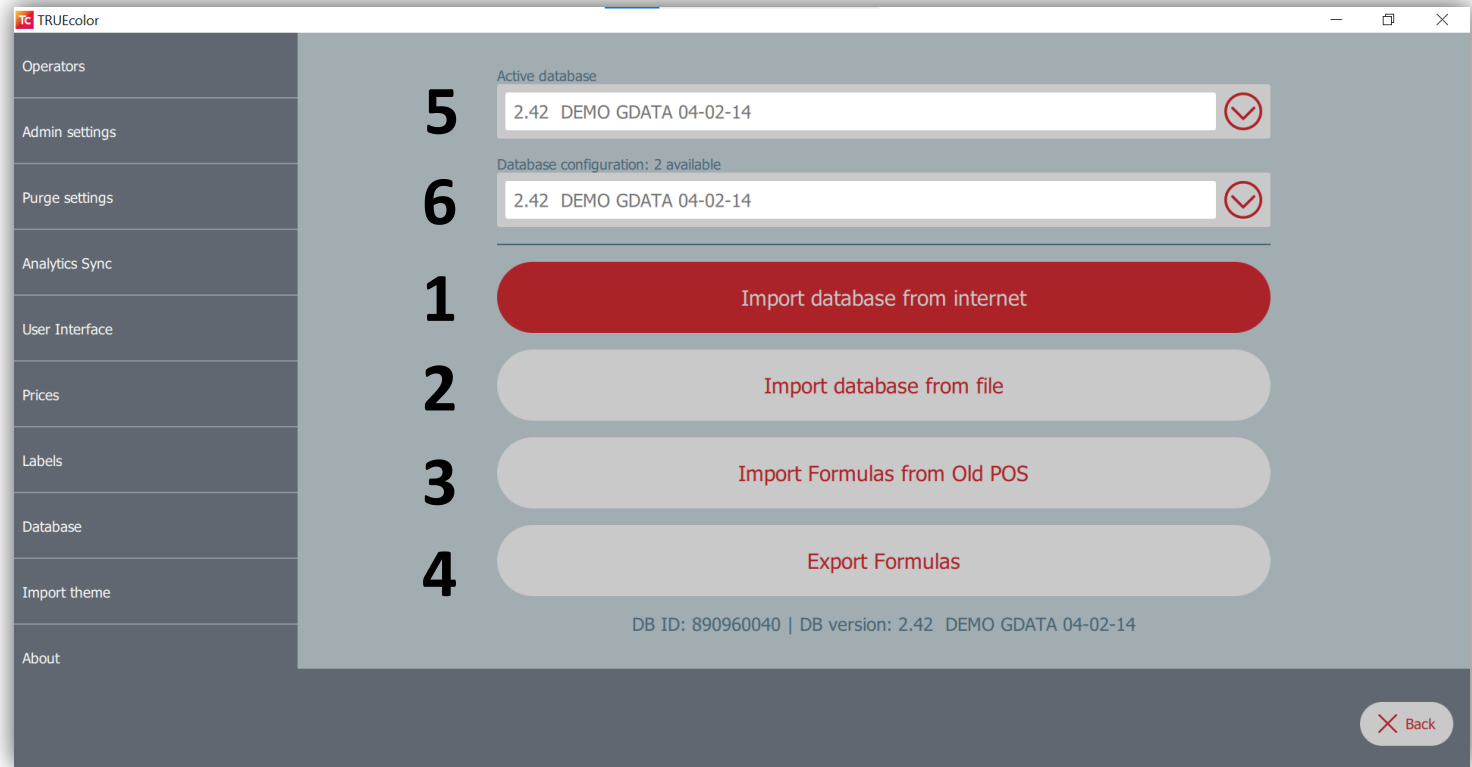 Tc TRUEcolor
Operators
Admin settings
Purge settings
Analytics Sync
User Interface
Prices
Labels
Database
Import theme
About
Active database
5 2.42 DEMO GDATA 04-02-14
Database configuration: 2 available
6 2.42 DEMO GDATA 04-02-14
1 Import database from internet
2 Import database from file
3 Import Formulas from Old POS
4 Export Formulas
DB ID: 890960040 | DB version: 2.42 DEMO GDATA 04-02-14
Back